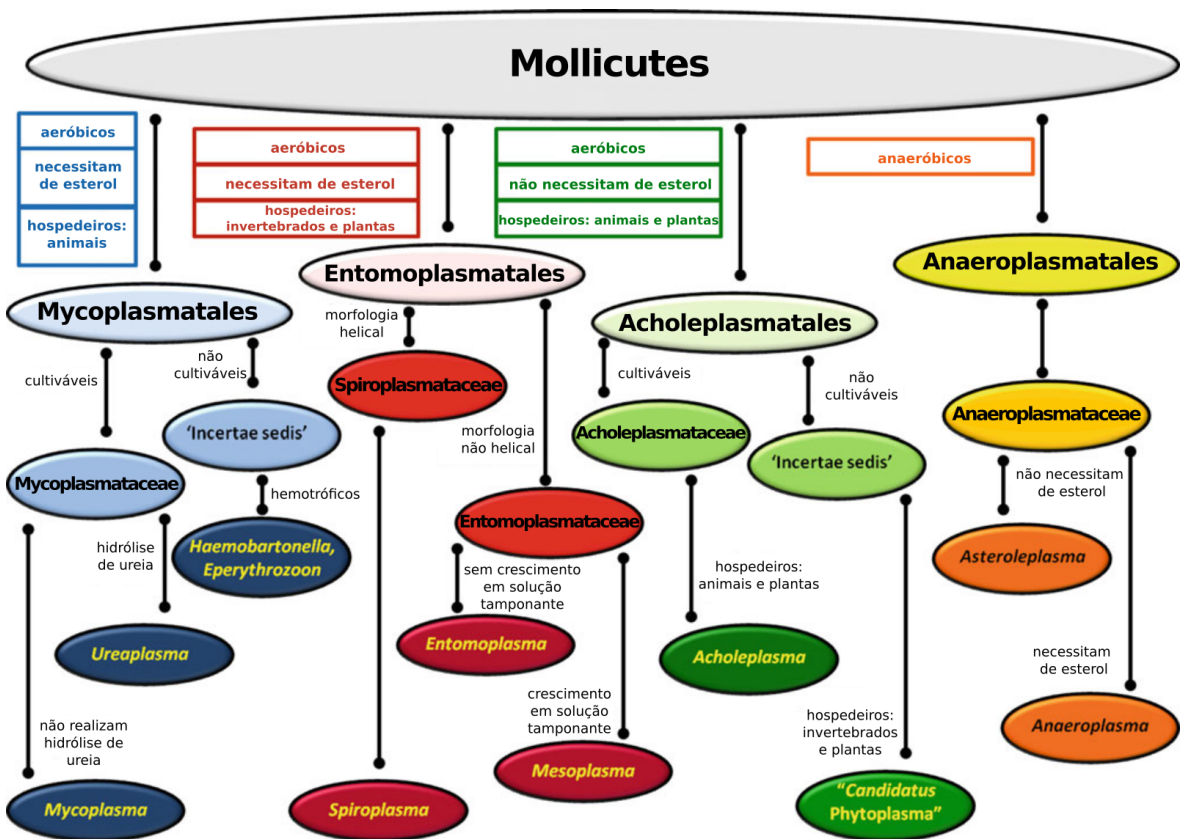 Mollicutes
aeróbicos
necessitam
de esterol
hospedeiros:
animais
aeróbicos
necessitam de esterol
hospedeiros:
invertebrados e plantas
aeróbicos
não necessitam de esterol
hospedeiros: animais e plantas
anaeróbicos
Mycoplasmatales
Entomoplasmatales
Acholeplasmatales
Anaeroplasmatales
cultiváveis
não
cultiváveis
morfologia
helical
morfologia
não helical
cultiváveis
não
cultiváveis
Mycoplasmataceae
'Incertae sedis'
Spiroplasmataceae
Entomoplasmataceae
Acholeplasmataceae
'Incertae sedis'
Anaeroplasmataceae
hidrólise
de ureia
hemotróficos
sem crescimento
em solução
tamponante
hospedeiros:
animais e plantas
não necessitam
de esterol
Haemobartonella,
Eperythrozoon
Ureaplasma
Entomoplasma
Acholeplasma
Asteroleplasma
não realizam
hidrólise de
ureia
crescimento
em solução
tamponante
hospedeiros:
invertebrados
e plantas
necessitam
de esterol
Mycoplasma
Spiroplasma
Mesoplasma
"Candidatus
Phytoplasma"
Anaeroplasma